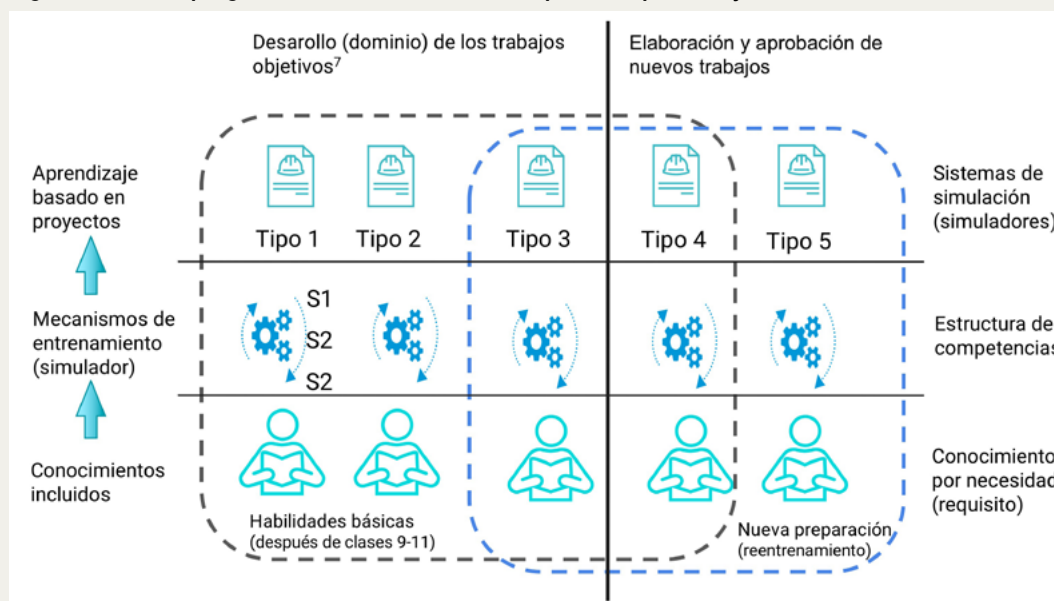 Desarollo (dominio) de los trabajos
objetivos7
Elaboración y aprobación de
nuevos trabajos
Aprendizaje
basado en
proyectos
Tipo 1
Tipo 2
Tipo 3
Tipo 4
Tipo 5
Sistemas de
simulación
(simuladores)
Mecanismos de
entrenamiento
(simulador)
S1
S2
S2
Estructura de
competencias
Conocimientos
incluidos
Habilidades básicas
(después de clases 9-11)
Nueva preparación
(reentrenamiento)
Conocimiento
por necesidad
(requisito)